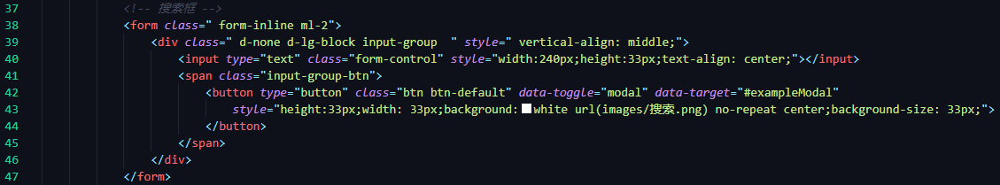 37 <!-- 搜索框 -->
38 <form class=" form-inline ml-2">
39 <div class=" d-none d-lg-block input-group  " style=" vertical-align: middle;">
40 <input type="text" class="form-control" style="width:240px;height:33px;text-align: center;"></input>
41 <span class="input-group-btn">
42 <button type="button" class="btn btn-default" data-toggle="modal" data-target="#exampleModal"
43 style="height:33px;width: 33px;background:white url(images/搜索.png) no-repeat center;background-size: 33px;">
44 </button>
45 </span>
46 </div>
47 </form>